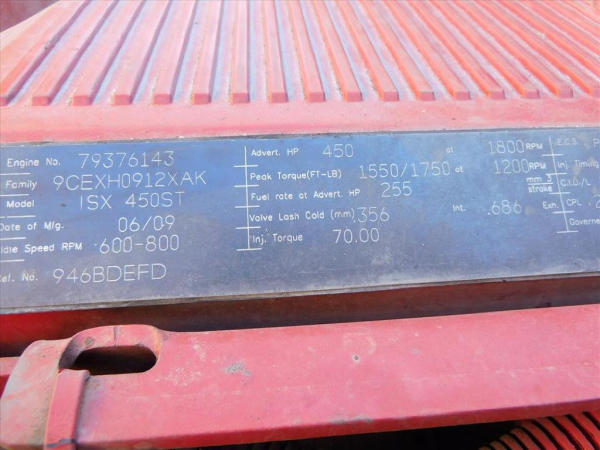 Engine No. 79376143 Advert. HP 450 at 1800 RPM E.C.S.
Family 9CEXH0912XAK Peak Torque(FT-LB) 1550/1750 at 1200 RPM Inj Timing
Model ISX 450ST Fuel rate at Advert. HP 255 mm 3 stroke C.I.D./L
Date of Mfg. 06/09 Valve Lash Cold (mm) .356 Int. .686 Exh. CPL
Idle Speed RPM 600-800 Inj. Torque 70.00 Governe
Ref. No. 946BDEFD